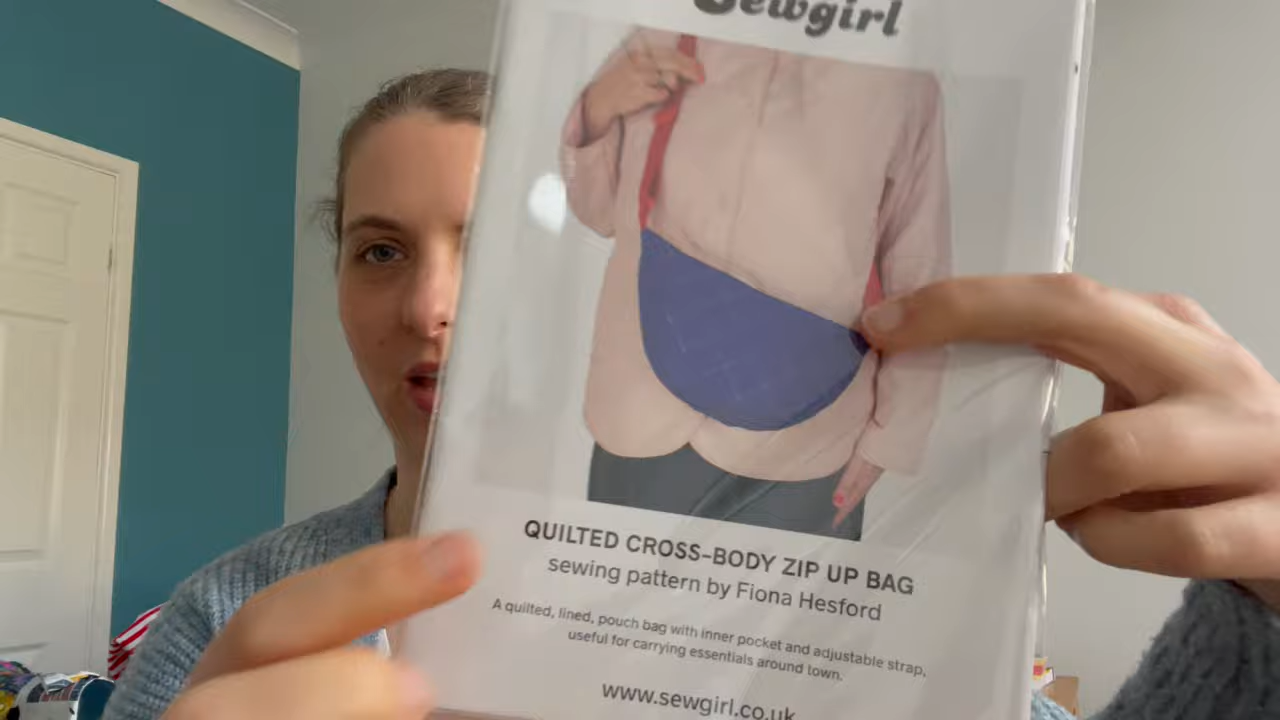 Sewgirl
QUILTED CROSS-BODY ZIP UP BAG
sewing pattern by Fiona Hesford
A quilted, lined, pouch bag with inner pocket and adjustable strap,
useful for carrying essentials around town.
www.sewgirl.co.uk